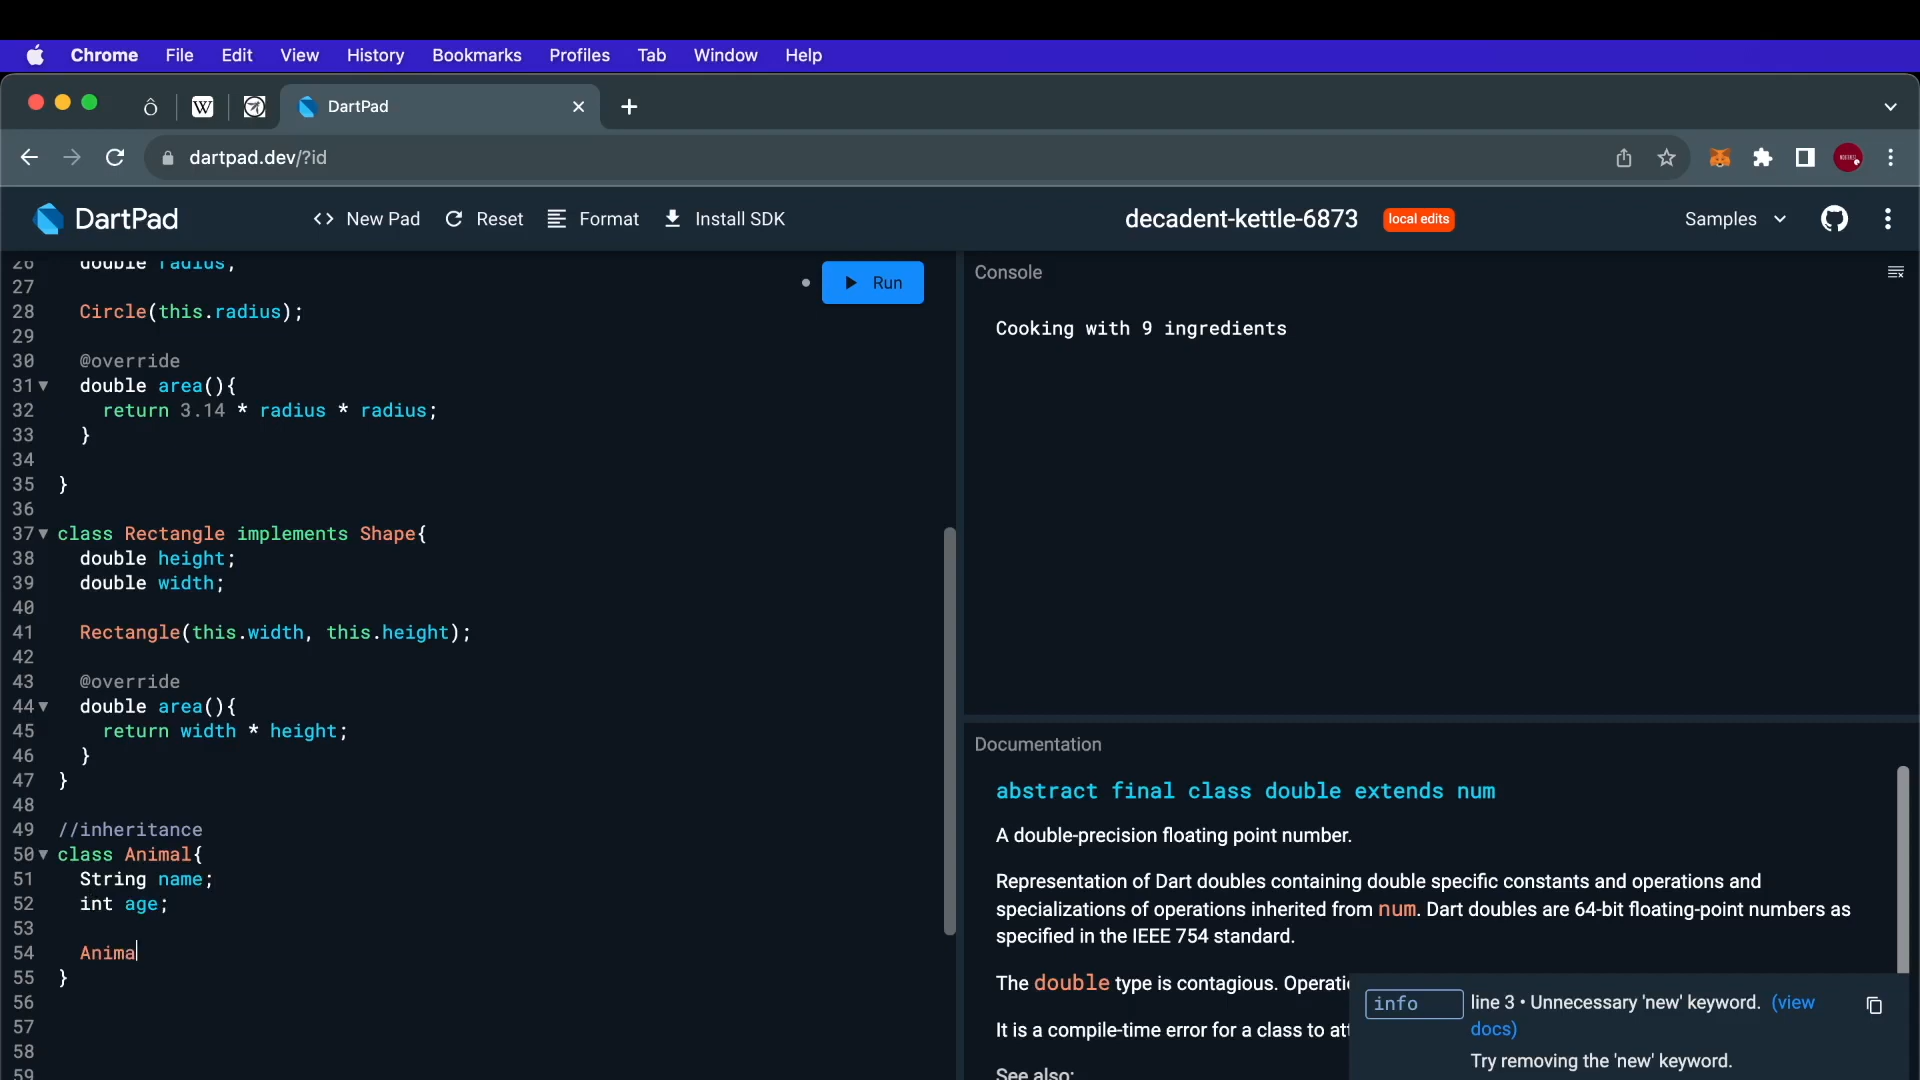 Chrome File Edit View History Bookmarks Profiles Tab Window Help
DartPad
dartpad.dev/?id
DartPad
New Pad Reset Format Install SDK
decadent-kettle-6873 local edits
Samples
26 double radius;
27
28 Circle(this.radius);
29
30 @override
31 double area(){
32 return 3.14 * radius * radius;
33 }
34
35 }
36
37 class Rectangle implements Shape{
38 double height;
39 double width;
40
41 Rectangle(this.width, this.height);
42
43 @override
44 double area(){
45 return width * height;
46 }
47 }
48
49 //inheritance
50 class Animal{
51 String name;
52 int age;
53
54 Anima
55 }
56
57
58
59
Run
Console
Cooking with 9 ingredients
Documentation
abstract final class double extends num
A double-precision floating point number.
Representation of Dart doubles containing double specific constants and operations and
specializations of operations inherited from num. Dart doubles are 64-bit floating-point numbers as
specified in the IEEE 754 standard.
The double type is contagious. Operati
It is a compile-time error for a class to att
See also:
info line 3 • Unnecessary 'new' keyword. (view
docs)
Try removing the 'new' keyword.